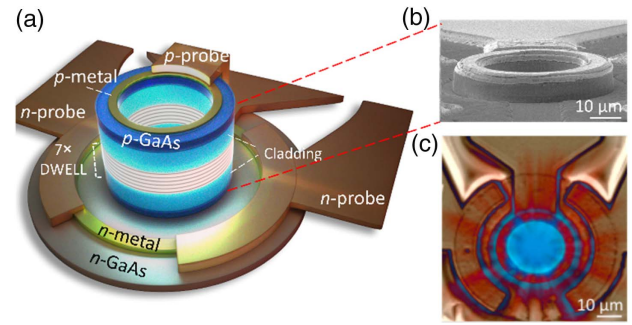 (a)
p-probe
p-metal
n-probe
p-GaAs
7×
DWELL
Cladding
n-probe
n-metal
n-GaAs
(b)
10 μm
(c)
10 μm